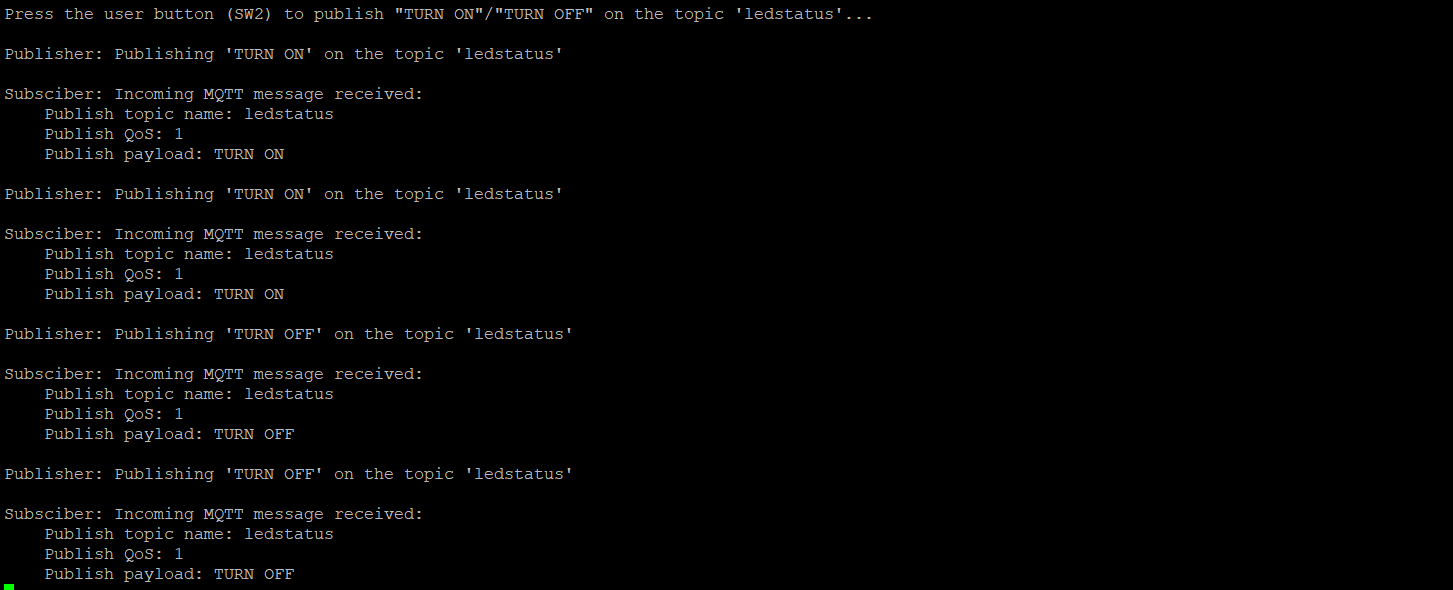 Press the user button (SW2) to publish "TURN ON"/"TURN OFF" on the topic 'ledstatus'...
Publisher: Publishing 'TURN ON' on the topic 'ledstatus'
Subsciber: Incoming MQTT message received:
Publish topic name: ledstatus
Publish QoS: 1
Publish payload: TURN ON
Publisher: Publishing 'TURN ON' on the topic 'ledstatus'
Subsciber: Incoming MQTT message received:
Publish topic name: ledstatus
Publish QoS: 1
Publish payload: TURN ON
Publisher: Publishing 'TURN OFF' on the topic 'ledstatus'
Subsciber: Incoming MQTT message received:
Publish topic name: ledstatus
Publish QoS: 1
Publish payload: TURN OFF
Publisher: Publishing 'TURN OFF' on the topic 'ledstatus'
Subsciber: Incoming MQTT message received:
Publish topic name: ledstatus
Publish QoS: 1
Publish payload: TURN OFF